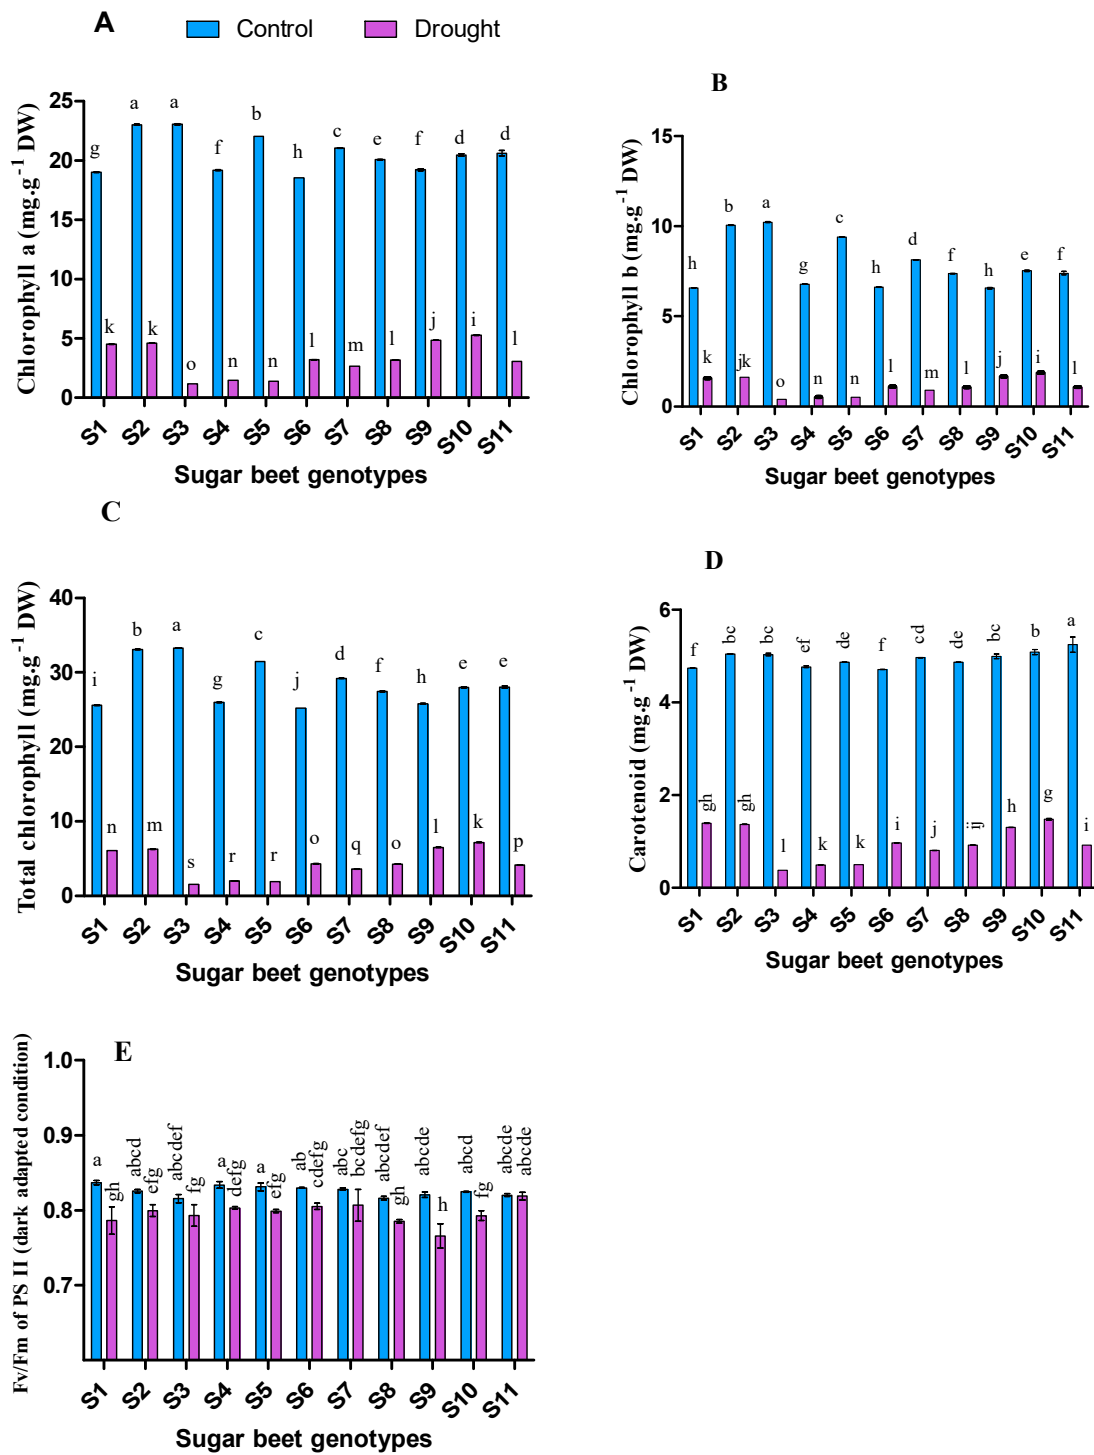 A
Control
Drought
Chlorophyll a (mg.g⁻¹ DW)
25
20
15
10
5
0
g a a f b h c e f d d
k k o n n l m l j i l
S1 S2 S3 S4 S5 S6 S7 S8 S9 S10 S11
Sugar beet genotypes
B
Chlorophyll b (mg.g⁻¹ DW)
15
10
5
0
h b a g c h d f h e f
k jk o n n l m l j i l
S1 S2 S3 S4 S5 S6 S7 S8 S9 S10 S11
Sugar beet genotypes
C
Total chlorophyll (mg.g⁻¹ DW)
40
30
20
10
0
i b a g c j d f h e e
n m s r r o q o l k p
S1 S2 S3 S4 S5 S6 S7 S8 S9 S10 S11
Sugar beet genotypes
D
Carotenoid (mg.g⁻¹ DW)
6
4
2
0
f bc bc ef de f cd de bc b a
gh gh l k k i j ij h g i
S1 S2 S3 S4 S5 S6 S7 S8 S9 S10 S11
Sugar beet genotypes
E
Fv/Fm of PS II (dark adapted condition)
1.0
0.9
0.8
0.7
a abcd abcdef a a ab abc abcdef abcde abcd abcde
gh efg fg defg efg cdefg bcdefg gh h fg abcde
S1 S2 S3 S4 S5 S6 S7 S8 S9 S10 S11
Sugar beet genotypes